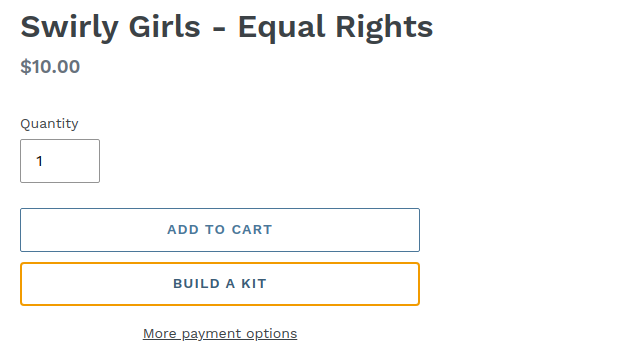 Swirly Girls - Equal Rights
$10.00
Quantity
1
ADD TO CART
BUILD A KIT
More payment options